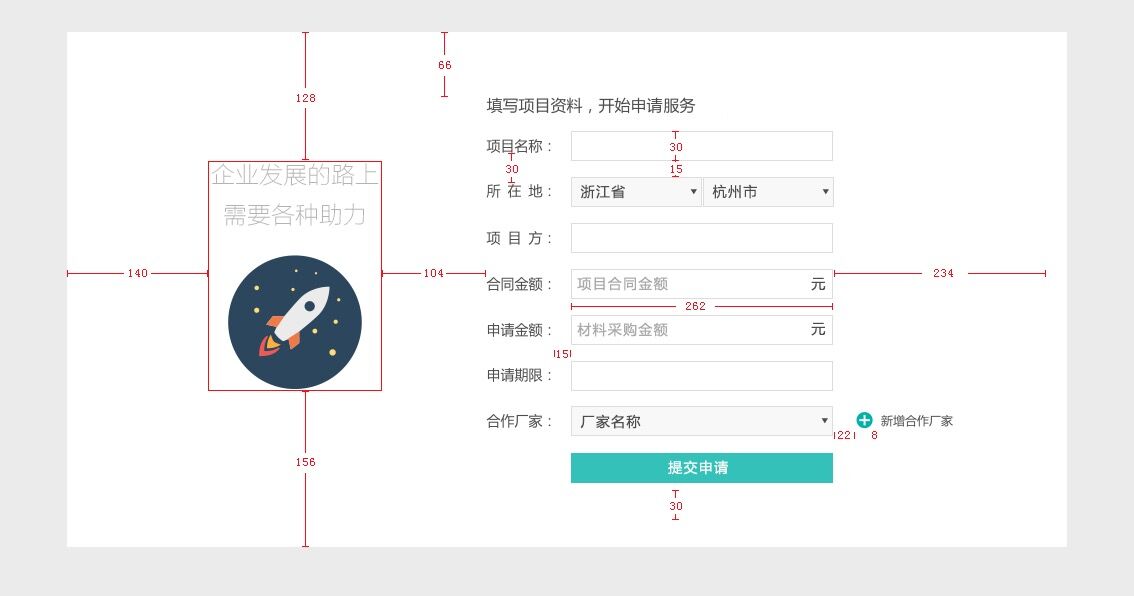 128
66
填写项目资料，开始申请服务
项目名称：
30
30
15
企业发展的路上
需要各种助力
所 在 地： 浙江省 杭州市
项 目 方：
140
104
234
合同金额： 项目合同金额 元
262
申请金额： 材料采购金额 元
15
申请期限：
合作厂家： 厂家名称 新增合作厂家
22 8
156
提交申请
30